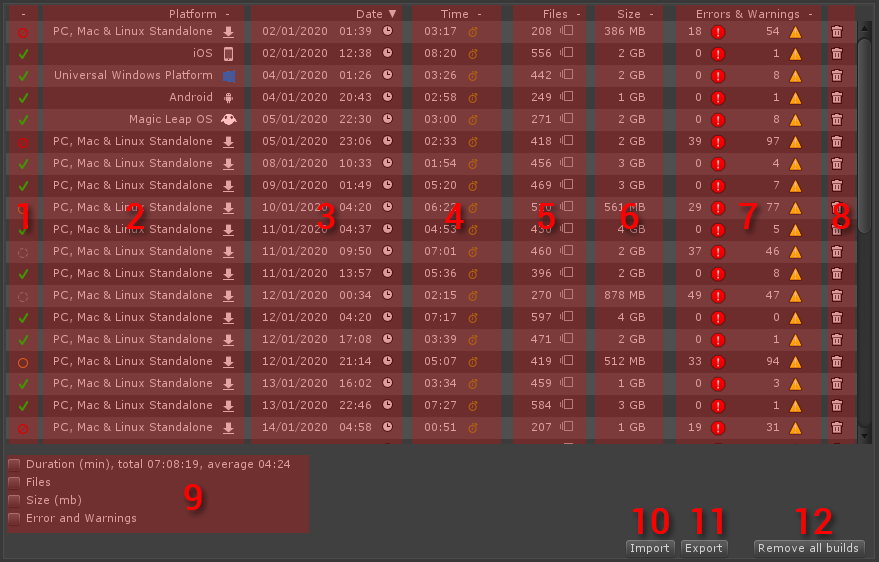 - Platform - Date ▼ Time - Files - Size - Errors & Warnings -
PC, Mac & Linux Standalone 02/01/2020 01:39 03:17 208 386 MB 18 54
iOS 02/01/2020 12:38 08:20 556 2 GB 0 1
Universal Windows Platform 04/01/2020 01:26 03:26 442 2 GB 0 8
Android 04/01/2020 20:43 02:58 249 1 GB 0 1
Magic Leap OS 05/01/2020 22:30 03:00 271 2 GB 0 8
PC, Mac & Linux Standalone 05/01/2020 23:06 02:33 418 2 GB 39 97
PC, Mac & Linux Standalone 08/01/2020 10:33 01:54 456 3 GB 0 4
PC, Mac & Linux Standalone 09/01/2020 01:49 05:20 469 3 GB 0 7
PC, Mac & Linux Standalone 10/01/2020 04:20 561 MB 29 77
1 2 3 4 5 6 7 8
PC, Mac & Linux Standalone 11/01/2020 04:37 04:53 4 GB 0 5
PC, Mac & Linux Standalone 11/01/2020 09:50 07:01 460 2 GB 37 46
PC, Mac & Linux Standalone 11/01/2020 13:57 05:36 396 2 GB 0 8
PC, Mac & Linux Standalone 12/01/2020 00:34 02:15 270 878 MB 49 47
PC, Mac & Linux Standalone 12/01/2020 04:20 07:17 597 4 GB 0 0
PC, Mac & Linux Standalone 12/01/2020 17:08 03:39 471 2 GB 0 1
PC, Mac & Linux Standalone 12/01/2020 21:14 05:07 419 512 MB 33 94
PC, Mac & Linux Standalone 13/01/2020 16:02 03:34 459 1 GB 0 3
PC, Mac & Linux Standalone 13/01/2020 22:46 07:27 584 3 GB 0 1
PC, Mac & Linux Standalone 14/01/2020 04:58 00:51 207 1 GB 19 31
Duration (min), total 07:08:19, average 04:24
Files
Size (mb)
Error and Warnings
9
10 11 12
Import Export Remove all builds